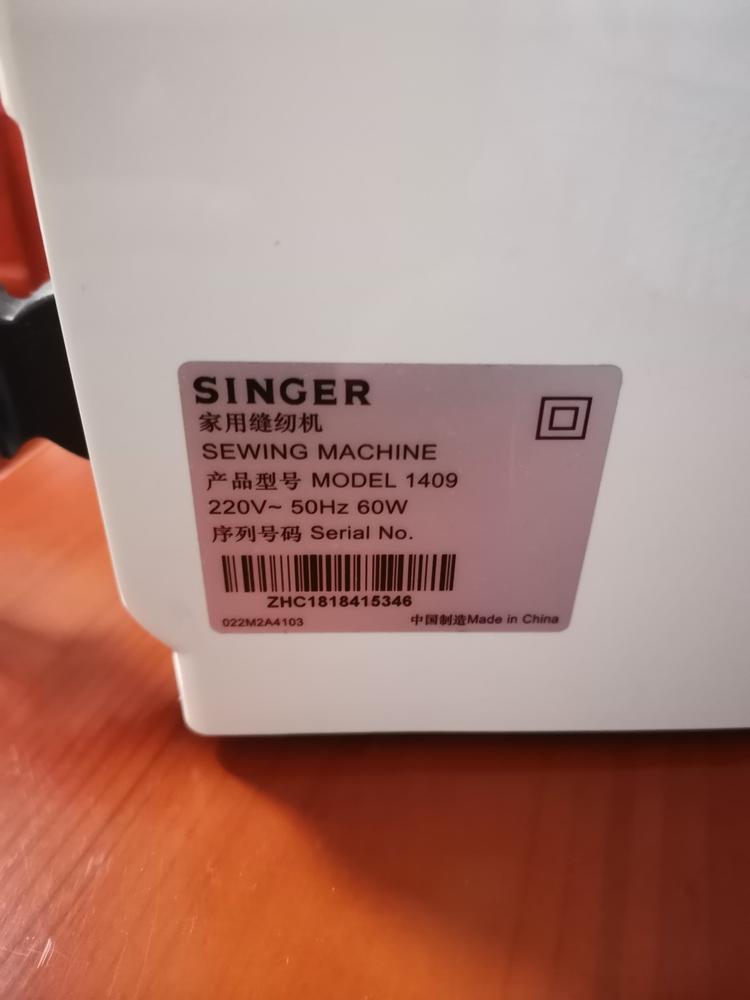 SINGER
家用缝纫机
SEWING MACHINE
产品型号 MODEL 1409
220V~ 50Hz 60W
序列号码 Serial No.
ZHC1818415346
022M2A4103 中国制造Made in China